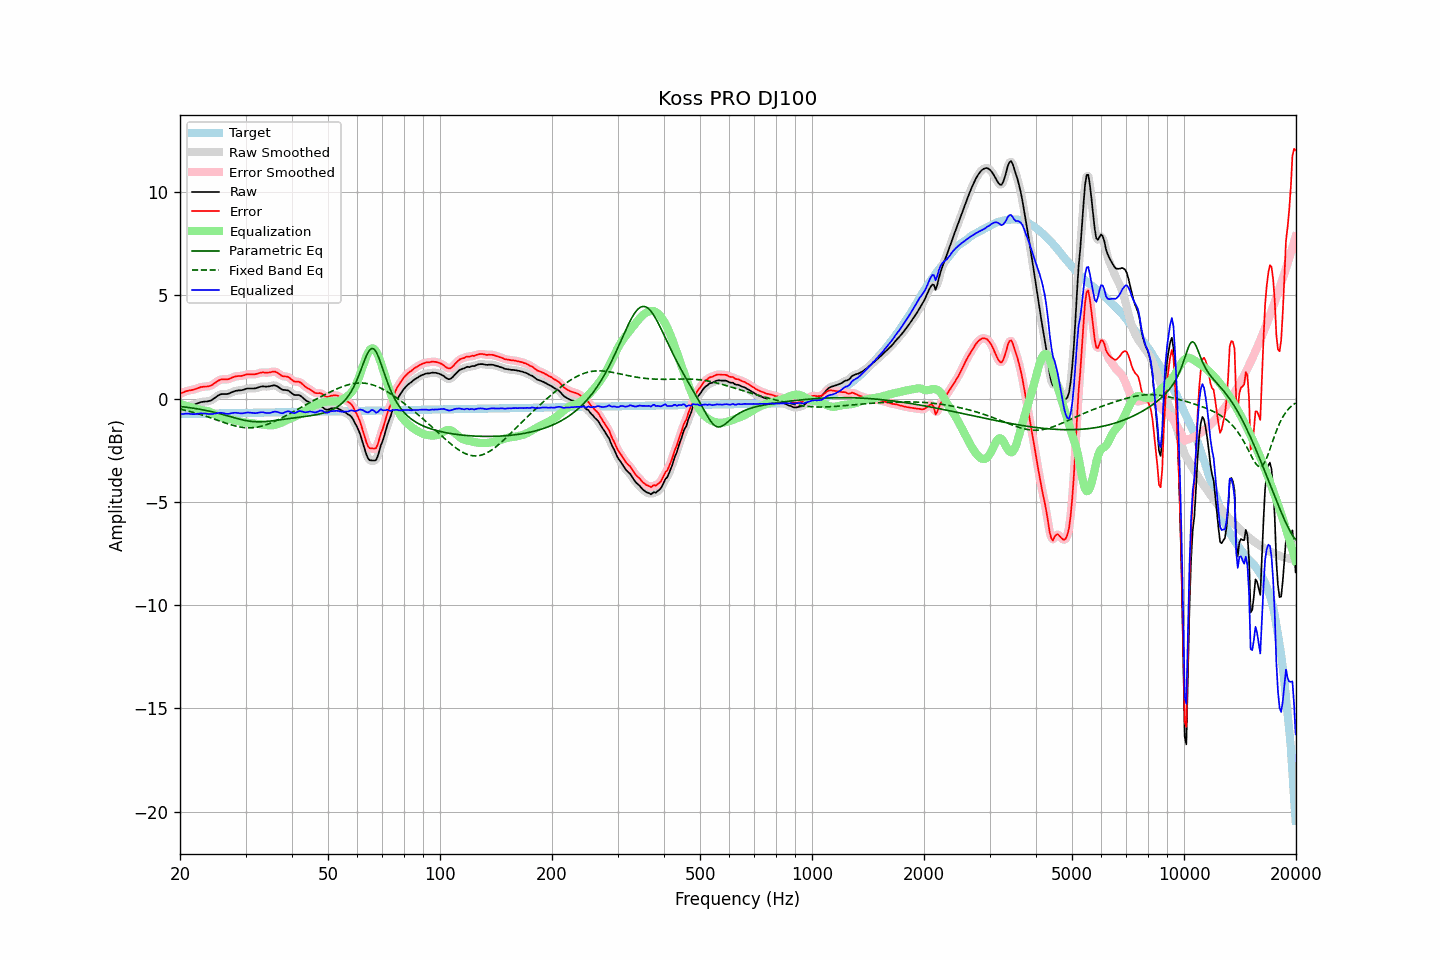 Koss PRO DJ100
Target
Raw Smoothed
Error Smoothed
Raw
Error
Equalization
Parametric Eq
Fixed Band Eq
Equalized
10
5
0
−5
−10
−15
−20
Amplitude (dBr)
20 50 100 200 500 1000 2000 5000 10000 20000
Frequency (Hz)